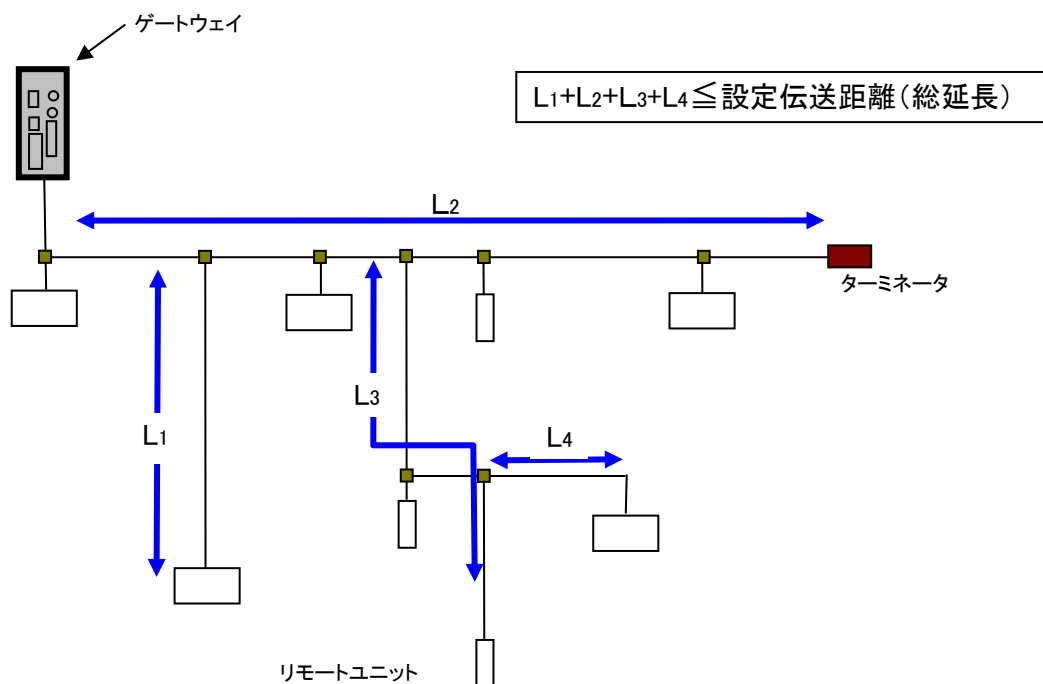 ゲートウェイ
L1+L2+L3+L4≦設定伝送距離(総延長)
L2
ターミネータ
L3
L1
L4
リモートユニット